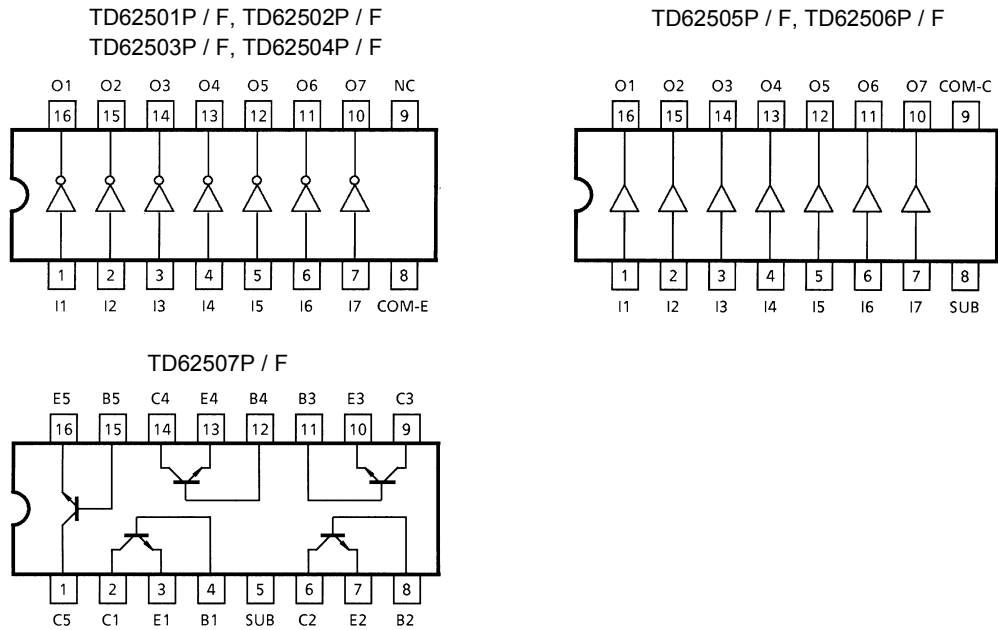 TD62501P / F, TD62502P / F
TD62503P / F, TD62504P / F
O1 O2 O3 O4 O5 O6 O7 NC
16 15 14 13 12 11 10 9
1 2 3 4 5 6 7 8
I1 I2 I3 I4 I5 I6 I7 COM-E
TD62505P / F, TD62506P / F
O1 O2 O3 O4 O5 O6 O7 COM-C
16 15 14 13 12 11 10 9
1 2 3 4 5 6 7 8
I1 I2 I3 I4 I5 I6 I7 SUB
TD62507P / F
E5 B5 C4 E4 B4 B3 E3 C3
16 15 14 13 12 11 10 9
1 2 3 4 5 6 7 8
C5 C1 E1 B1 SUB C2 E2 B2